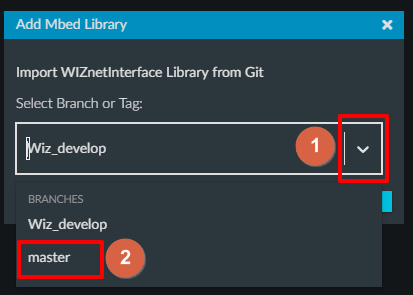 Add Mbed Library
Import WIZnetInterface Library from Git
Select Branch or Tag:
Wiz_develop
1
BRANCHES
Wiz_develop
master
2